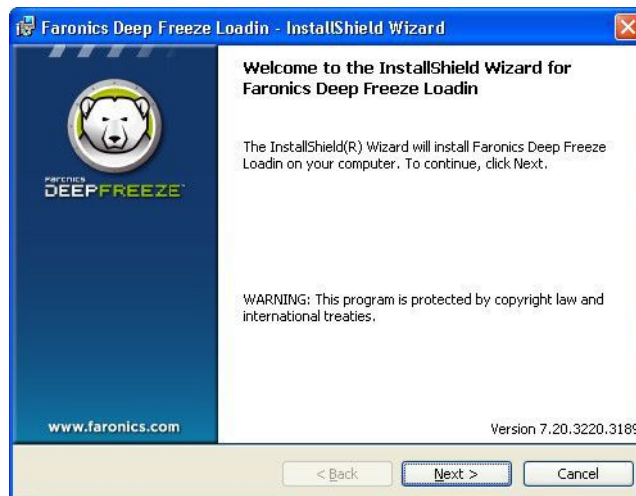 Faronics Deep Freeze Loadin - InstallShield Wizard
Welcome to the InstallShield Wizard for
Faronics Deep Freeze Loadin
The InstallShield(R) Wizard will install Faronics Deep Freeze
Loadin on your computer. To continue, click Next.
FARONICS
DEEPFREEZE
WARNING: This program is protected by copyright law and
international treaties.
www.faronics.com
Version 7.20.3220.3189
< Back
Next >
Cancel